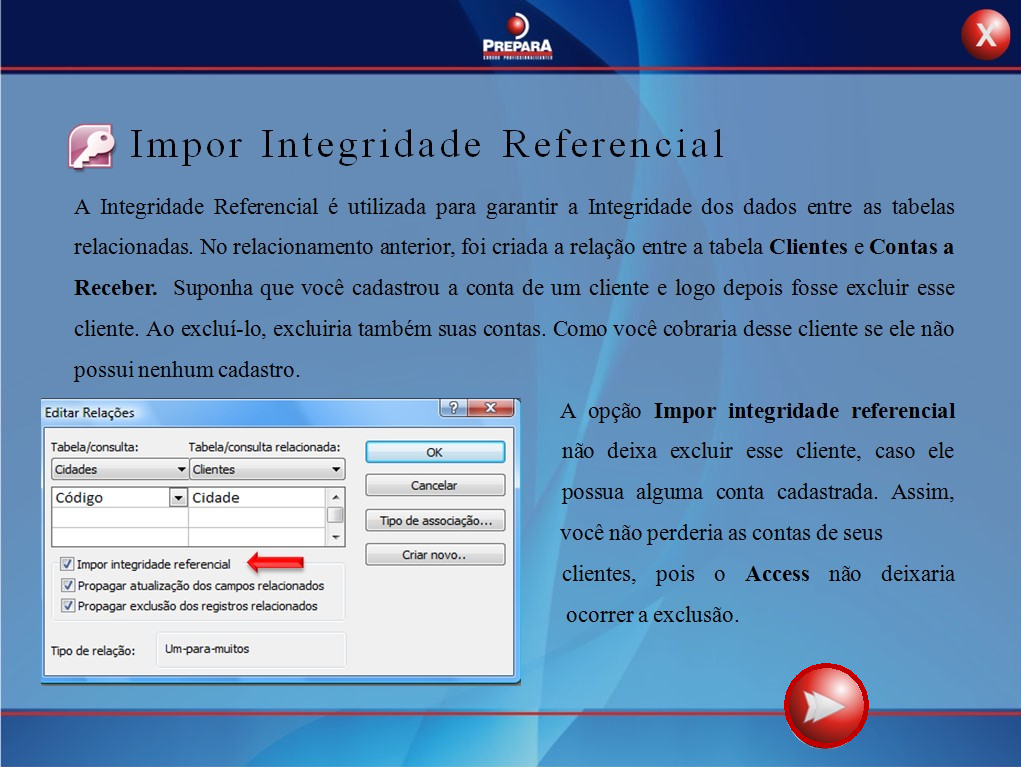 PREPARA
CURSOS PROFISSIONALIZANTES
X
Impor Integridade Referencial
A Integridade Referencial é utilizada para garantir a Integridade dos dados entre as tabelas
relacionadas. No relacionamento anterior, foi criada a relação entre a tabela Clientes e Contas a
Receber. Suponha que você cadastrou a conta de um cliente e logo depois fosse excluir esse
cliente. Ao excluí-lo, excluiria também suas contas. Como você cobraria desse cliente se ele não
possui nenhum cadastro.
Editar Relações
?
Tabela/consulta: Tabela/consulta relacionada:
Cidades Clientes
Código Cidade
Impor integridade referencial
Propagar atualização dos campos relacionados
Propagar exclusão dos registros relacionados
Tipo de relação: Um-para-muitos
OK
Cancelar
Tipo de associação...
Criar novo..
A opção Impor integridade referencial
não deixa excluir esse cliente, caso ele
possua alguma conta cadastrada. Assim,
você não perderia as contas de seus
clientes, pois o Access não deixaria
ocorrer a exclusão.